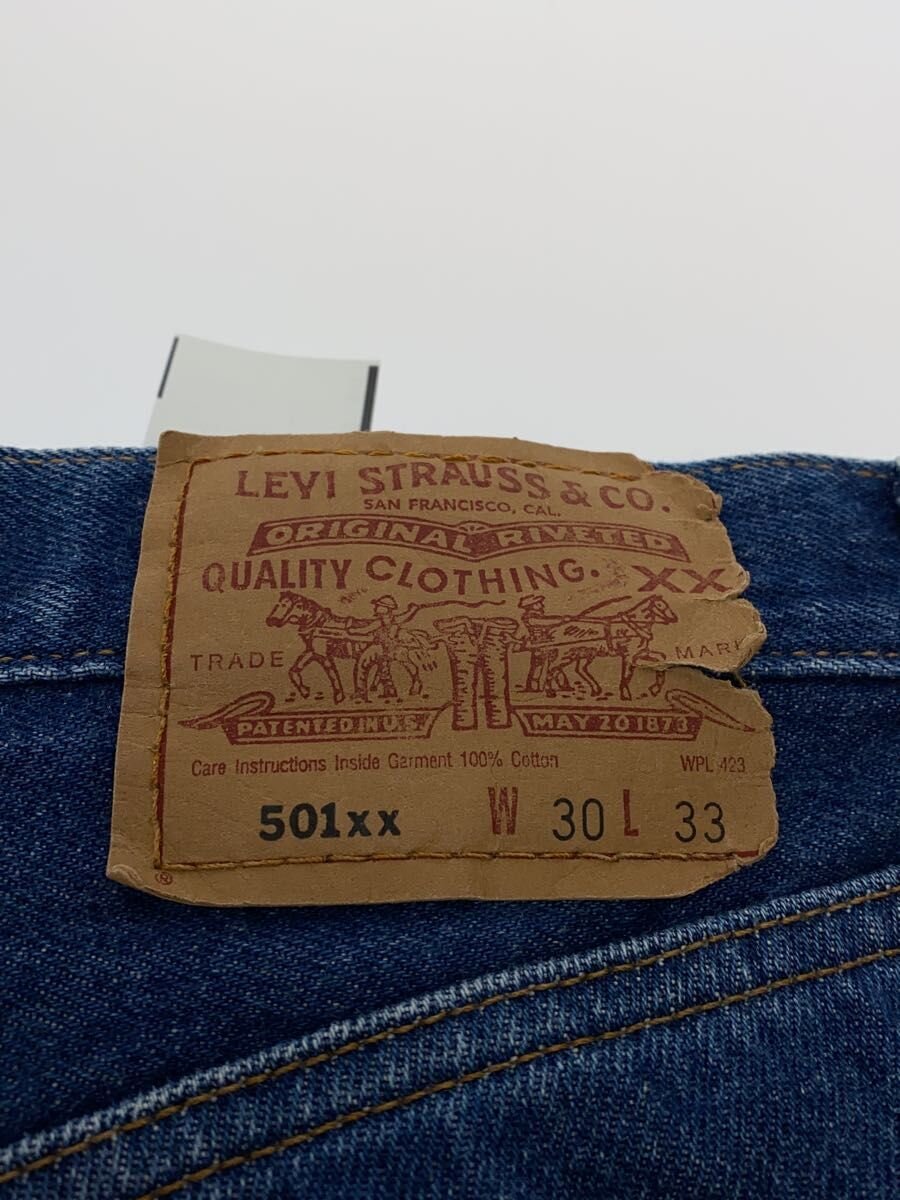 LEVI STRAUSS & CO.
SAN FRANCISCO, CAL.
ORIGINAL RIVETED
QUALITY CLOTHING. XX
TRADE MARK
PATENTED IN U.S. MAY 20 1873
Care Instructions Inside Garment 100% Cotton WPL 423
501xx W 30 L 33
®